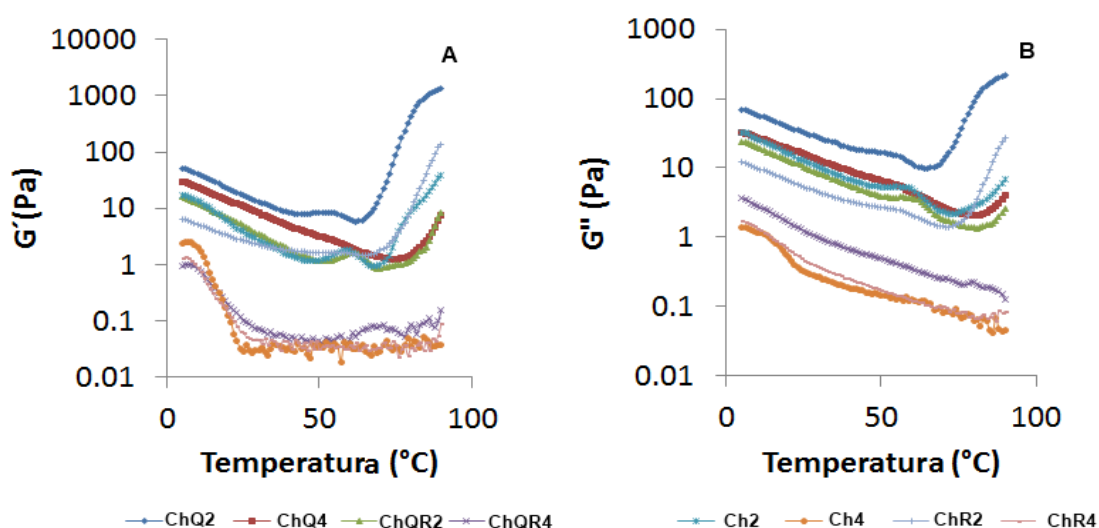 A
10000
1000
100
10
1
0.1
0.01
G´(Pa)
0 50 100
Temperatura (°C)
B
1000
100
10
1
0.1
0.01
G'' (Pa)
0 50 100
Temperatura (°C)
ChQ2 ChQ4 ChQR2 ChQR4 Ch2 Ch4 ChR2 ChR4